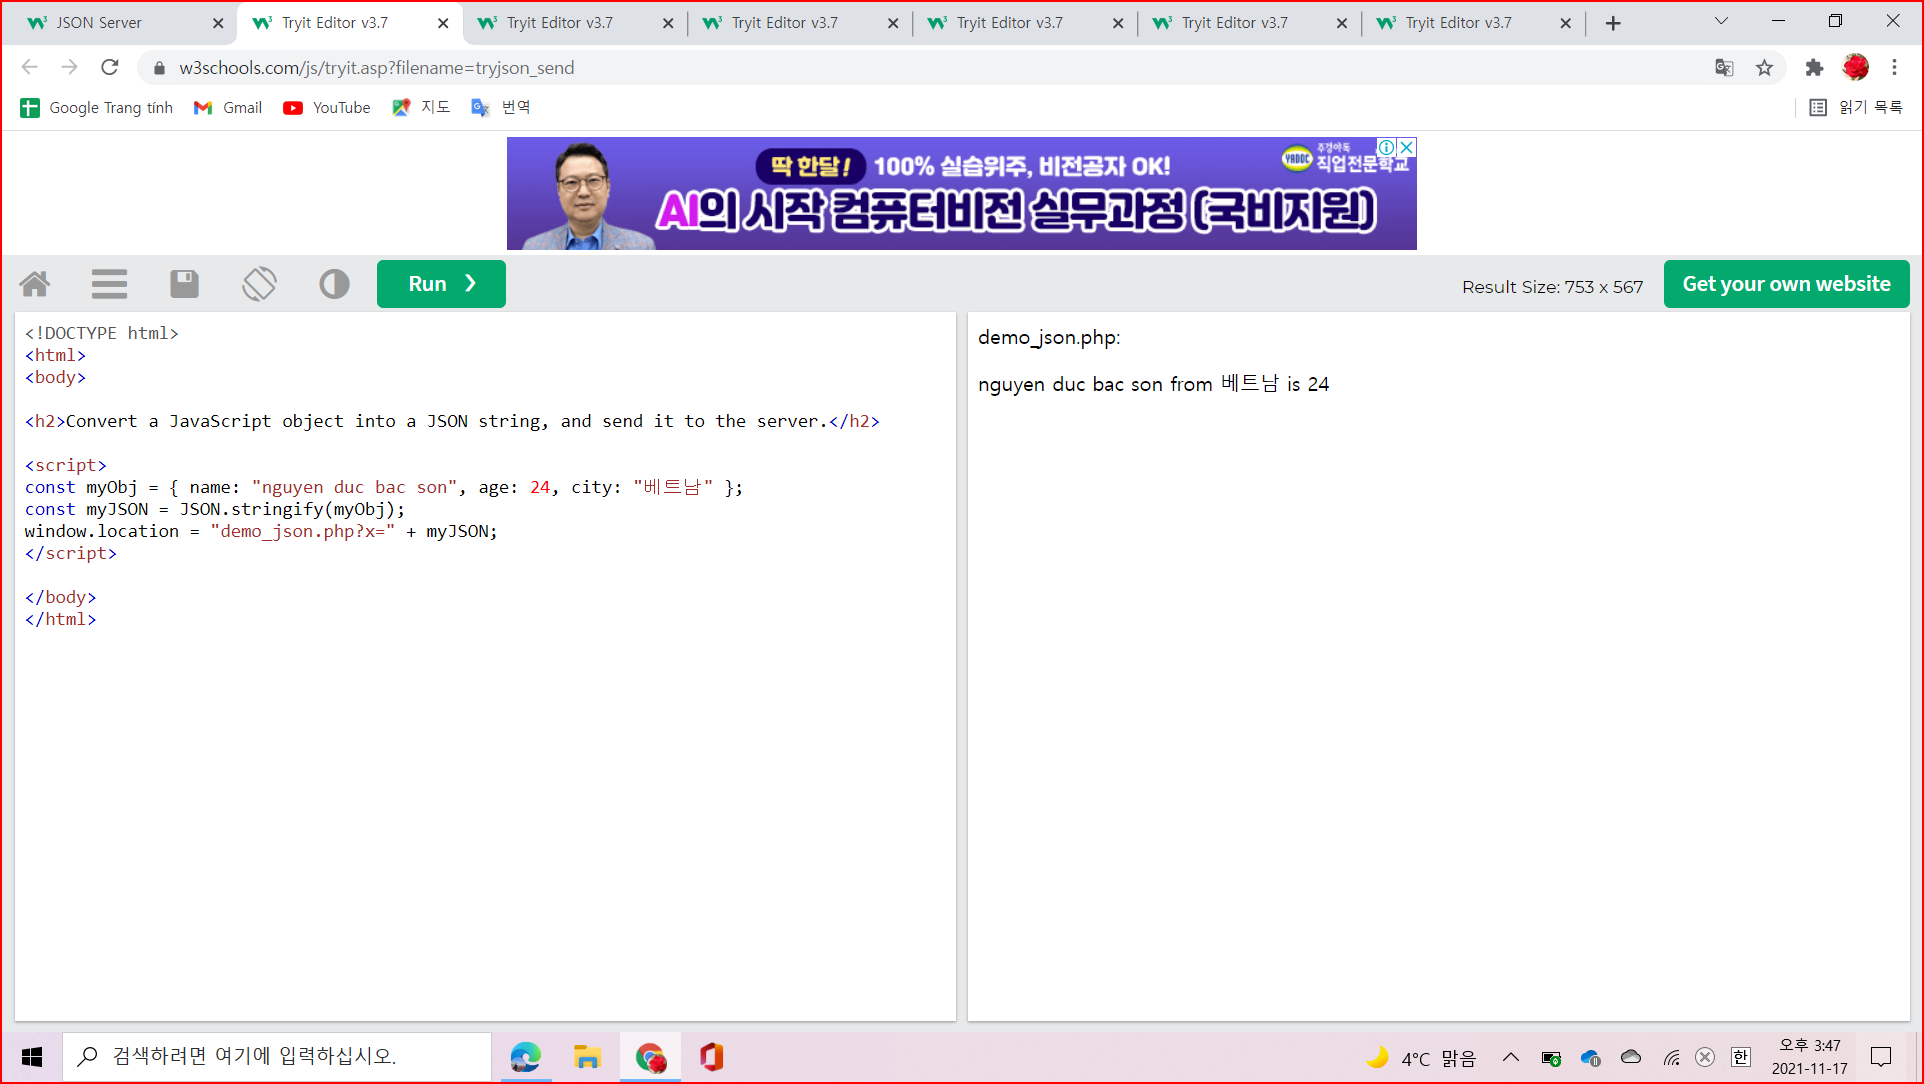 JSON Server
Tryit Editor v3.7
Tryit Editor v3.7
Tryit Editor v3.7
Tryit Editor v3.7
Tryit Editor v3.7
Tryit Editor v3.7
w3schools.com/js/tryit.asp?filename=tryjson_send
Google Trang tính
Gmail
YouTube
지도
번역
읽기 목록
딱 한달! 100% 실습위주, 비전공자 OK!
YADOC 주경야독 직업전문학교
AI의 시작 컴퓨터비전 실무과정 (국비지원)
Run ❯
Result Size: 753 x 567
Get your own website
<!DOCTYPE html>
<html>
<body>
<h2>Convert a JavaScript object into a JSON string, and send it to the server.</h2>
<script>
const myObj = { name: "nguyen duc bac son", age: 24, city: "베트남" };
const myJSON = JSON.stringify(myObj);
window.location = "demo_json.php?x=" + myJSON;
</script>
</body>
</html>
demo_json.php:
nguyen duc bac son from 베트남 is 24
검색하려면 여기에 입력하십시오.
4°C 맑음
한
오후 3:47
2021-11-17